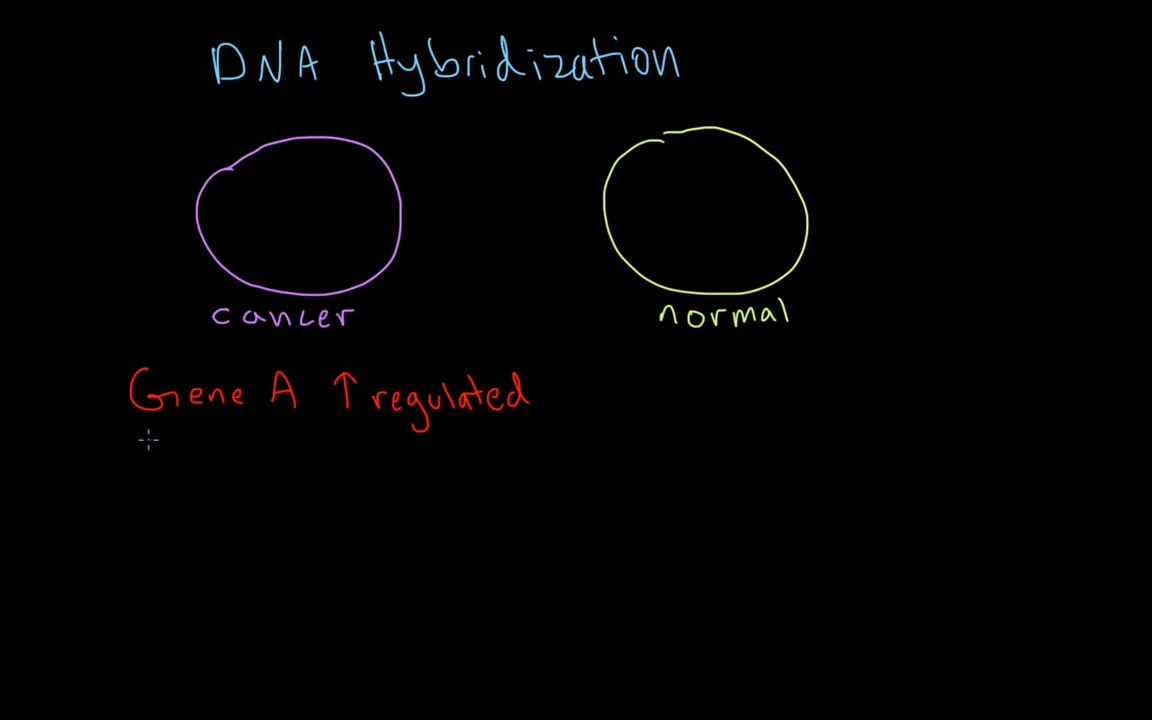 DNA Hybridization
cancer
normal
Gene A ↑ regulated